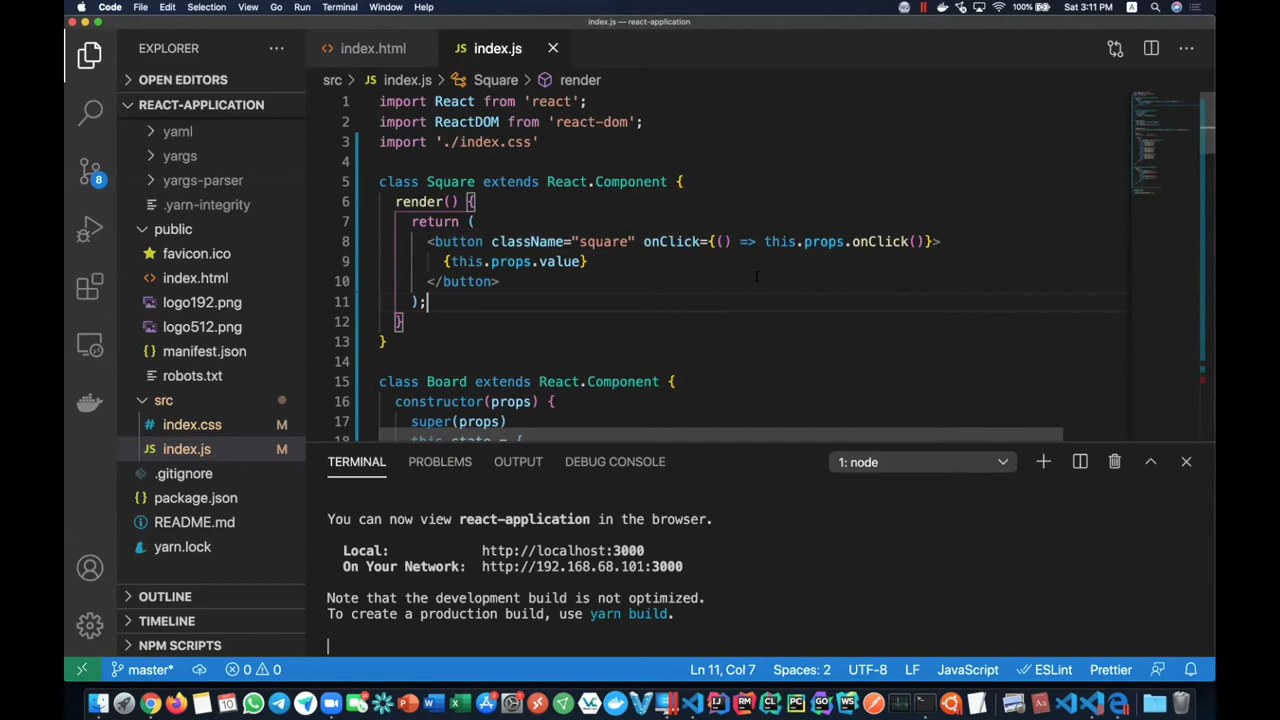 Code File Edit Selection View Go Run Terminal Window Help 100% A Sat 3:11 PM
index.js — react-application
EXPLORER
index.html
index.js
OPEN EDITORS
REACT-APPLICATION
yaml
yargs
yargs-parser
.yarn-integrity
public
favicon.ico
index.html
logo192.png
logo512.png
manifest.json
robots.txt
src
index.css M
JS index.js M
.gitignore
package.json
README.md
yarn.lock
OUTLINE
TIMELINE
NPM SCRIPTS
8
src > JS index.js > Square > render
1 import React from 'react';
2 import ReactDOM from 'react-dom';
3 import './index.css'
4
5 class Square extends React.Component {
6 render() {
7 return (
8 <button className="square" onClick={() => this.props.onClick()}>
9 {this.props.value}
10 </button>
11 );
12 }
13 }
14
15 class Board extends React.Component {
16 constructor(props) {
17 super(props)
18 this.state = {
TERMINAL PROBLEMS OUTPUT DEBUG CONSOLE 1: node
You can now view react-application in the browser.
Local: http://localhost:3000
On Your Network: http://192.168.68.101:3000
Note that the development build is not optimized.
To create a production build, use yarn build.
master* 0 0 Ln 11, Col 7 Spaces: 2 UTF-8 LF JavaScript ESLint Prettier